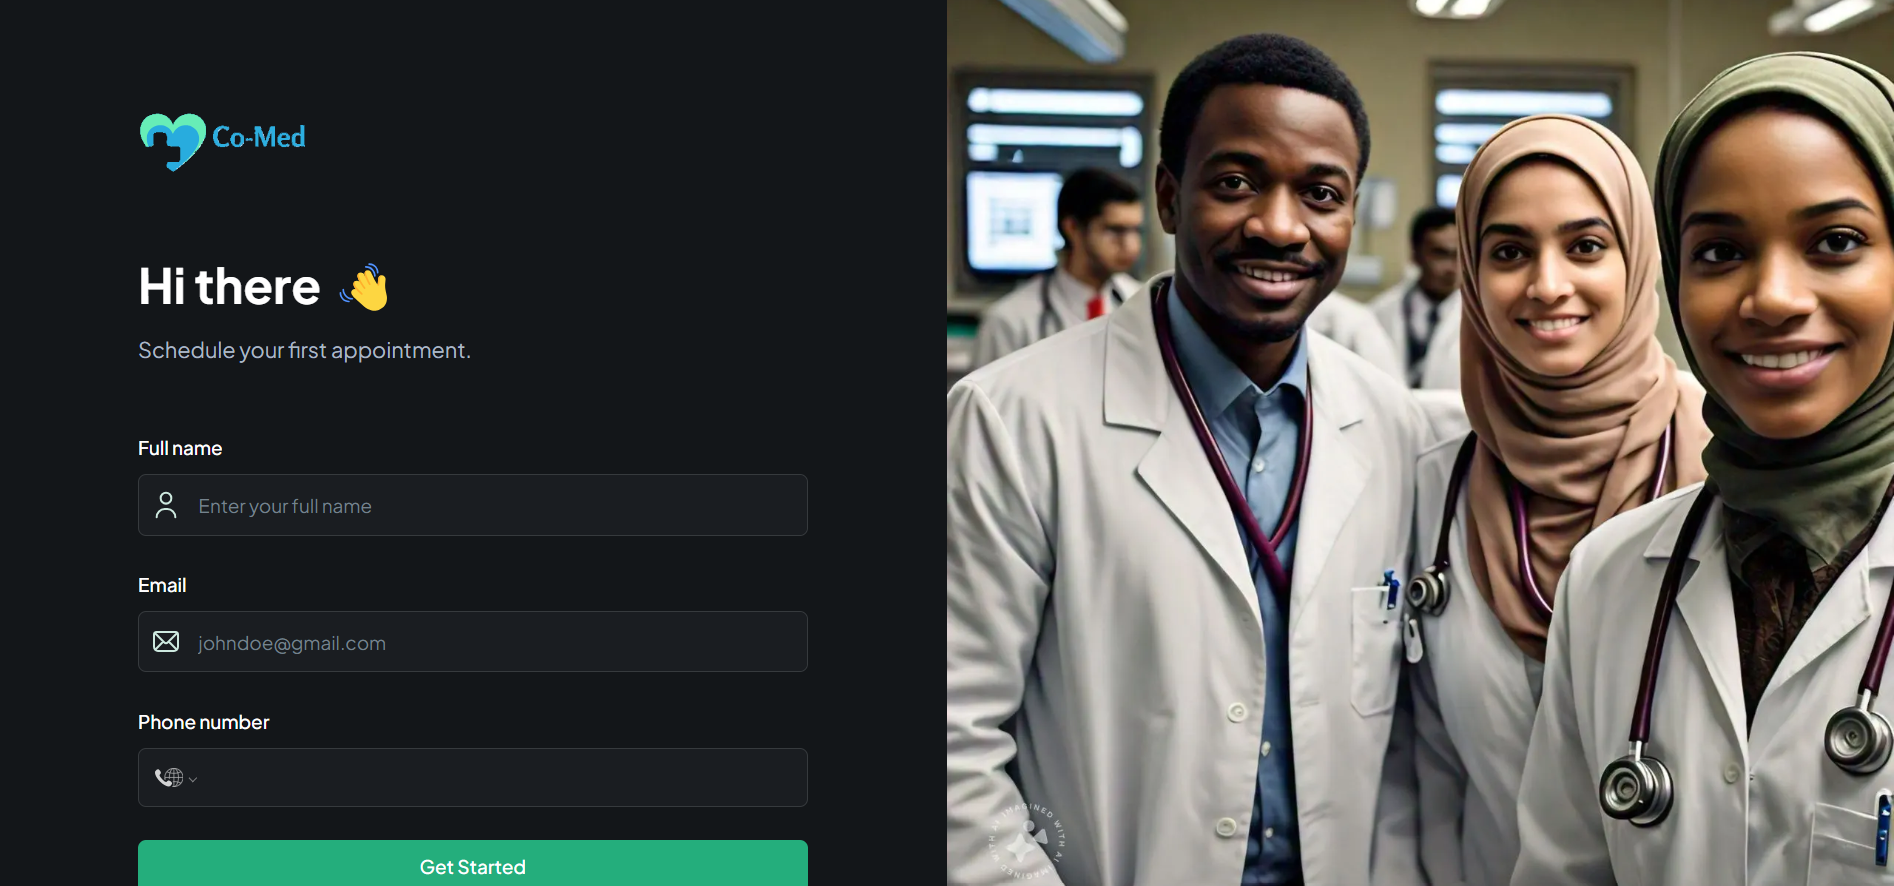 Co-Med
Hi there
Schedule your first appointment.
Full name
Enter your full name
Email
johndoe@gmail.com
Phone number
Get Started
IMAGINED WITH AI